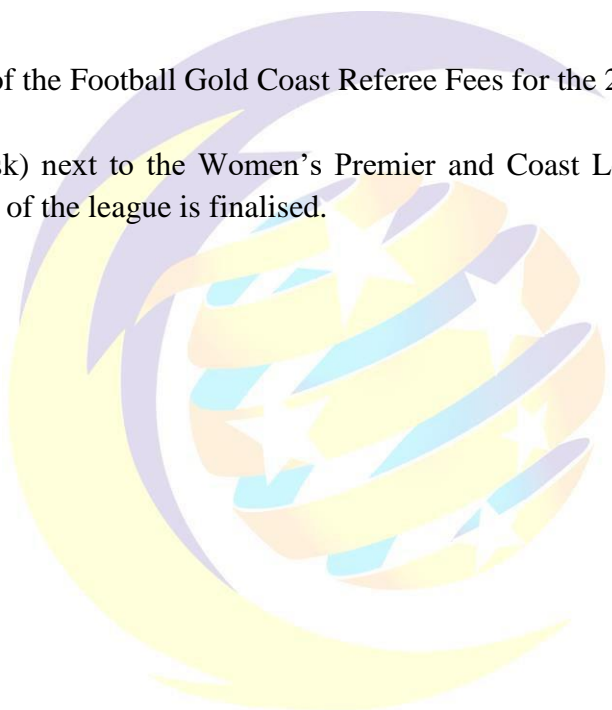 of the Football Gold Coast Referee Fees for the 2
sk) next to the Women’s Premier and Coast L
of the league is finalised.